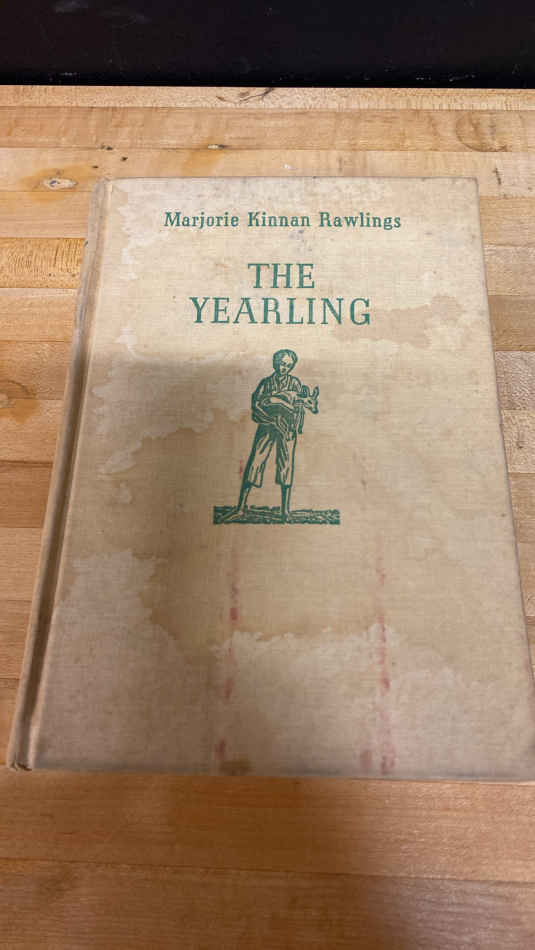 Marjorie Kinnan Rawlings
THE
YEARLING